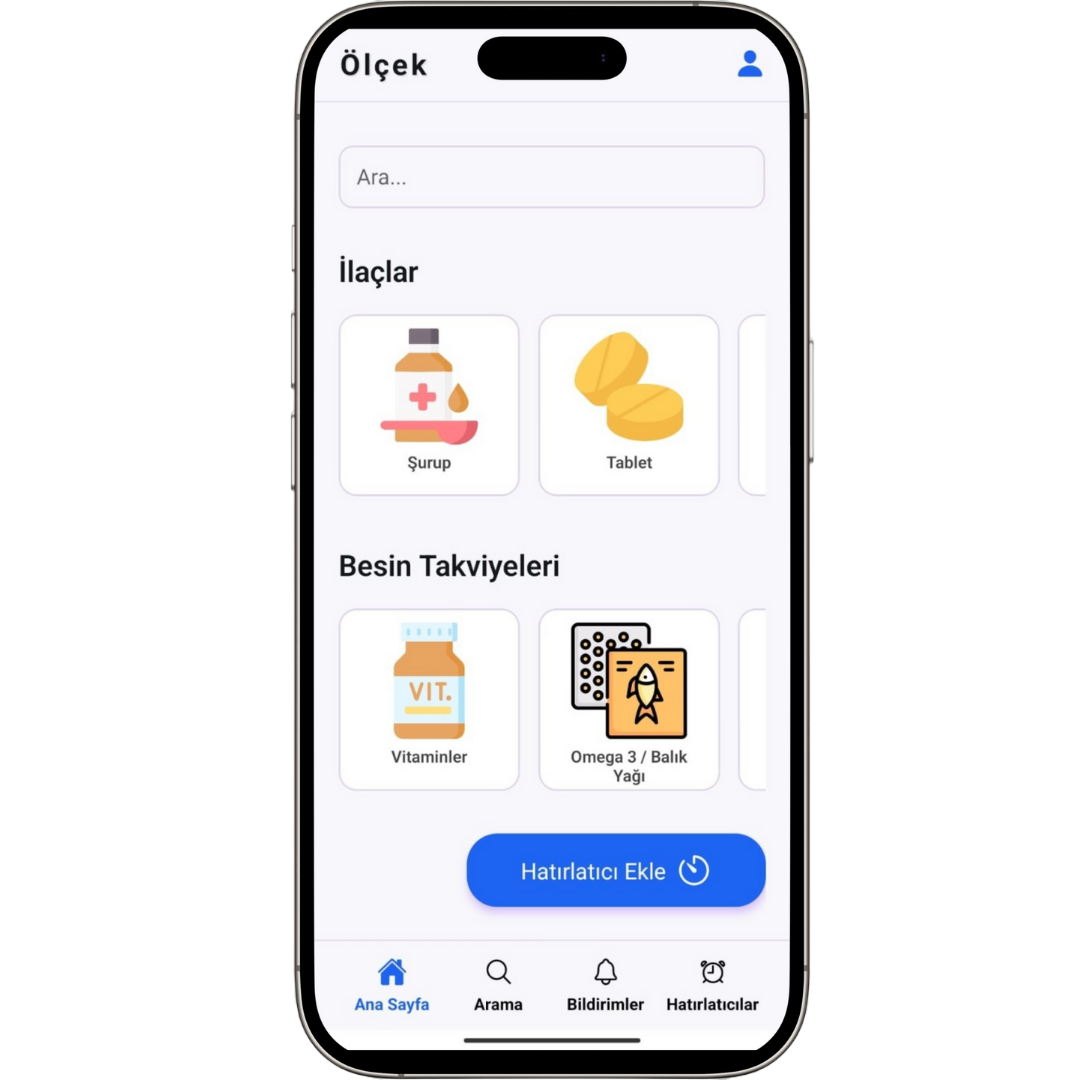 Ölçek
Ara...
İlaçlar
Şurup
Tablet
Besin Takviyeleri
VIT.
Vitaminler
Omega 3 / Balık
Yağı
Hatırlatıcı Ekle
Ana Sayfa
Arama
Bildirimler
Hatırlatıcılar